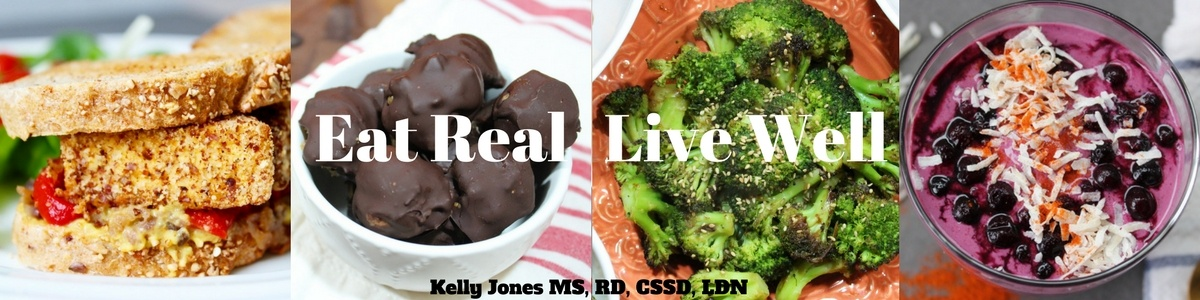 Eat Real Live Well
Kelly Jones MS, RD, CSSD, LDN